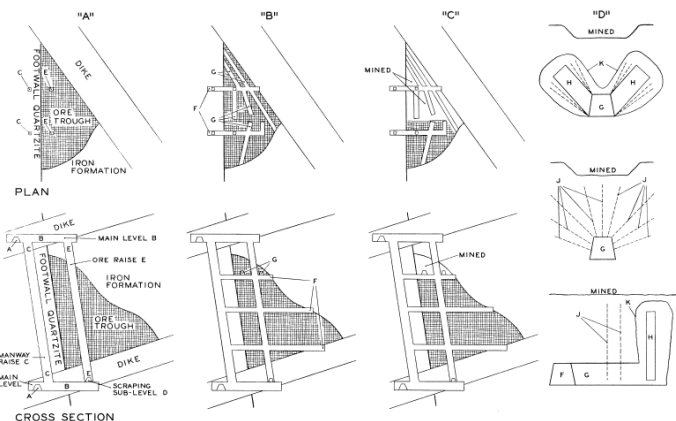 "A"
"B"
"C"
"D"
MINED
DIKE
FOOTWALL QUARTZITE
C
E
C
E
ORE
TROUGH
IRON
FORMATION
PLAN
G
F
G
MINED
K
H
H
G
MINED
J
J
G
DIKE
B
MAIN LEVEL B
A
C
E
ORE RAISE E
FOOTWALL QUARTZITE
IRON
FORMATION
ORE
TROUGH
MANWAY
RAISE C
DIKE
MAIN
LEVEL
C
E
B
A
SCRAPING
SUB-LEVEL D
CROSS SECTION
G
F
MINED
MINED
K
J
H
F
G